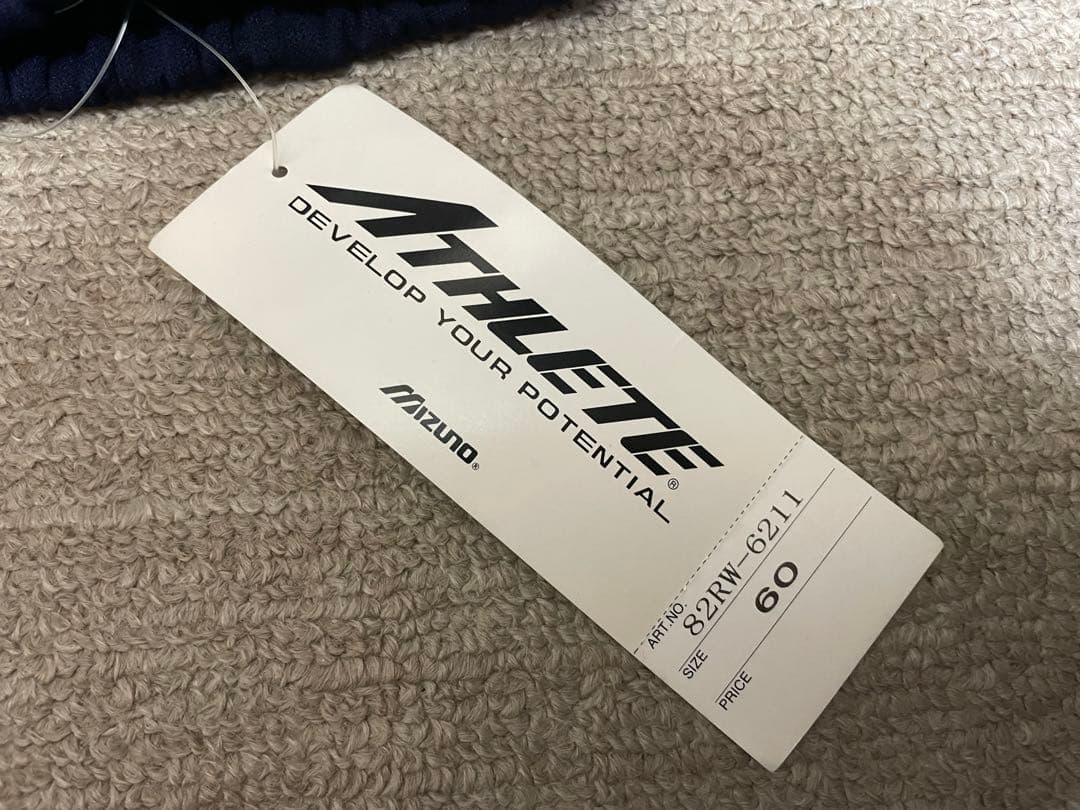 ATHLETE®
DEVELOP YOUR POTENTIAL
MIZUNO®
ART.NO. 82RW-6211
SIZE 60
PRICE